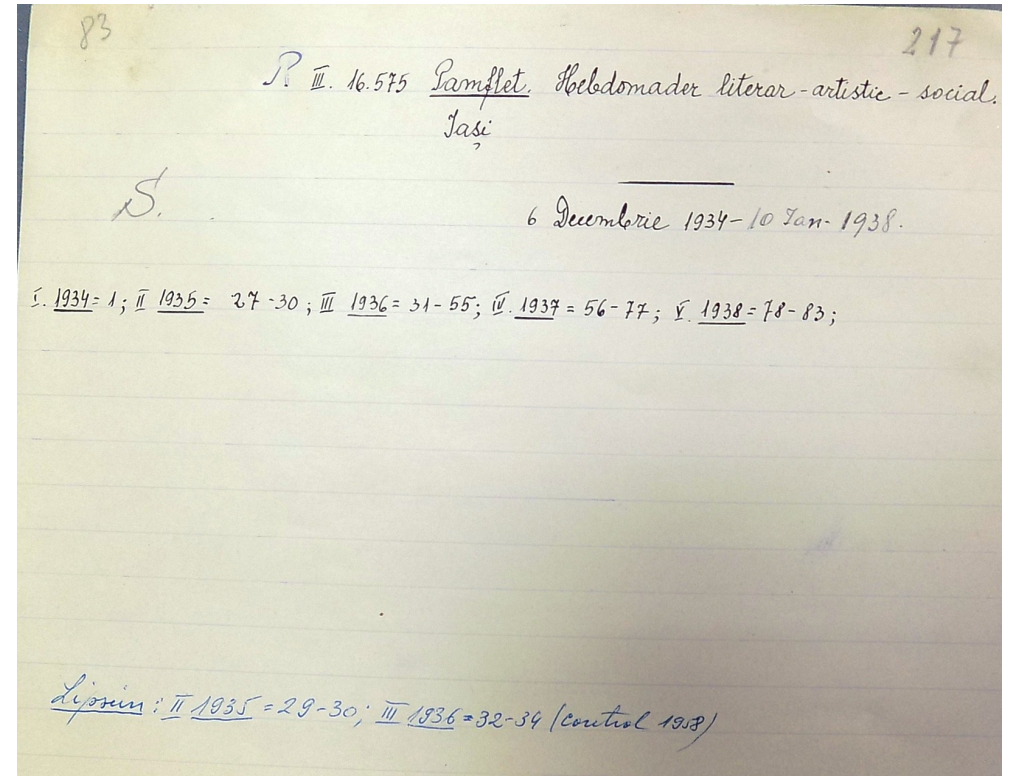 83
217
R III. 16.575 Pamflet. Hebdomader literar-artistic-social.
Iași
S.
6 Decembrie 1934-10 Ian- 1938.
I. 1934=1; II 1935= 27-30; III 1936=31-55; IV. 1937=56-77; V. 1938=78-83;
Lipsein: II 1935=29-30; III 1936=32-34 (control 1958)